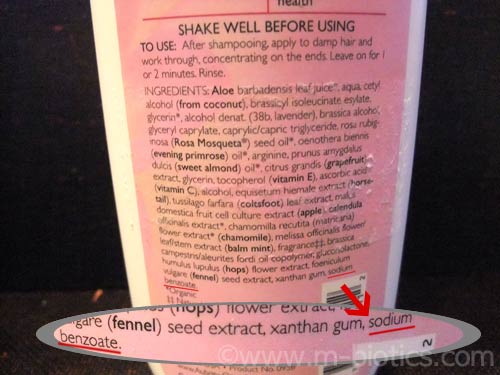 health
SHAKE WELL BEFORE USING
TO USE: After shampooing, apply to damp hair and
work through, concentrating on the ends. Leave on for 1
or 2 minutes. Rinse.
INGREDIENTS: Aloe barbadensis leaf juice*, aqua, cetyl
alcohol (from coconut), brassicyl isoleucinate esylate,
glycerin*, alcohol denat. (38b, lavender), brassica alcohol,
glyceryl caprylate, caprylic/capric triglyceride, rosa rubig-
inosa (Rosa Mosqueta®) seed oil*, oenothera biennis
(evening primrose) oil*, arginine, prunus amygdalus
dulcis (sweet almond) oil*, citrus grandis (grapefruit)
extract, glycerin, tocopherol (vitamin E), ascorbic acid
(vitamin C), alcohol, equisetum hiemale extract (horse-
tail), tussilago farfara (coltsfoot) leaf extract, malus
domestica fruit cell culture extract (apple), calendula
officinalis extract*, chamomilla recutita (matricaria)
flower extract* (chamomile), melissa officinalis flower/
leaf/stem extract (balm mint), fragrance‡‡, brassica
campestris/aleurites fordi oil copolymer, gluconolactone,
humulus lupulus (hops) flower extract, foeniculum
vulgare (fennel) seed extract, xanthan gum, sodium
benzoate.
*Organic
2
(hops) flower extract,
gare (fennel) seed extract, xanthan gum, sodium
benzoate.
2
©www.m-biotics.com